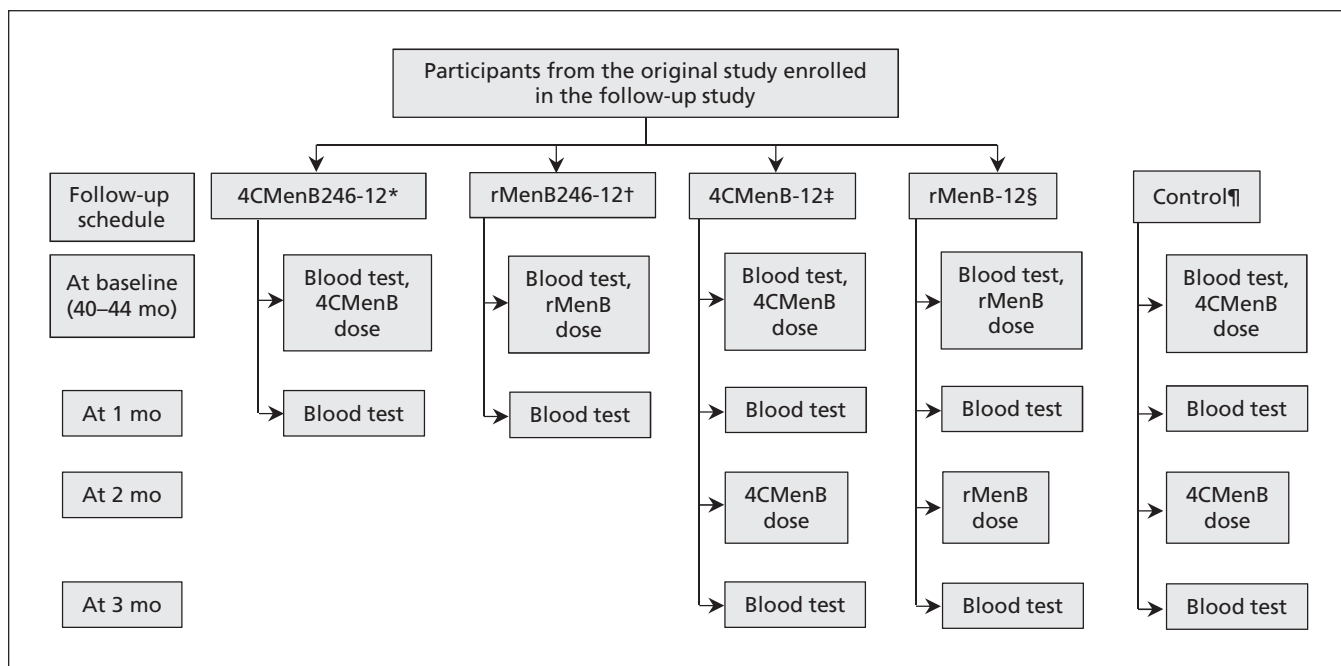 Participants from the original study enrolled
in the follow-up study
Follow-up
schedule
4CMenB246-12*
rMenB246-12†
4CMenB-12‡
rMenB-12§
Control¶
At baseline
(40–44 mo)
Blood test,
4CMenB
dose
Blood test,
rMenB
dose
Blood test,
4CMenB
dose
Blood test,
rMenB
dose
Blood test,
4CMenB
dose
At 1 mo
Blood test
Blood test
Blood test
Blood test
Blood test
At 2 mo
4CMenB
dose
rMenB
dose
4CMenB
dose
At 3 mo
Blood test
Blood test
Blood test